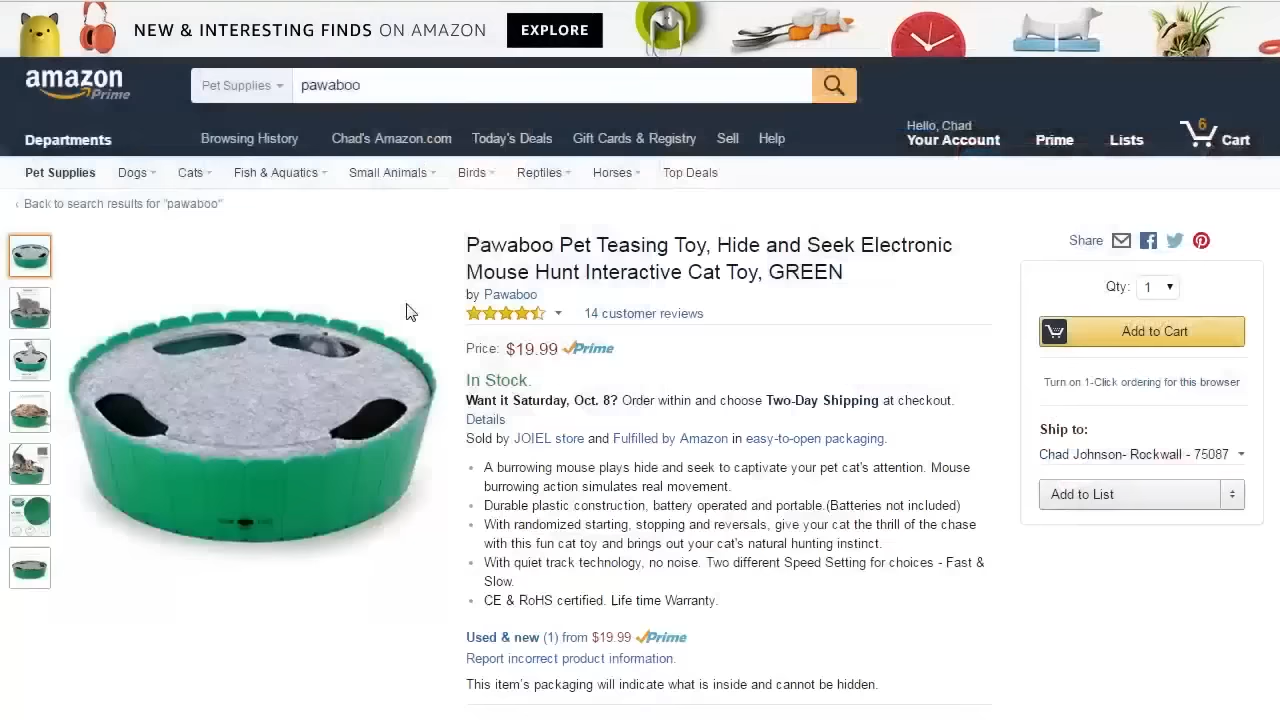 NEW & INTERESTING FINDS ON AMAZON EXPLORE
amazon Prime
Pet Supplies pawaboo
Departments Browsing History Chad's Amazon.com Today's Deals Gift Cards & Registry Sell Help
Hello, Chad
Your Account Prime Lists 6 Cart
Pet Supplies Dogs Cats Fish & Aquatics Small Animals Birds Reptiles Horses Top Deals
‹ Back to search results for "pawaboo"
Pawaboo Pet Teasing Toy, Hide and Seek Electronic
Mouse Hunt Interactive Cat Toy, GREEN
by Pawaboo
14 customer reviews
Price: $19.99 Prime
In Stock.
Want it Saturday, Oct. 8? Order within and choose Two-Day Shipping at checkout.
Details
Sold by JOIEL store and Fulfilled by Amazon in easy-to-open packaging.
• A burrowing mouse plays hide and seek to captivate your pet cat's attention. Mouse
burrowing action simulates real movement.
• Durable plastic construction, battery operated and portable.(Batteries not included)
• With randomized starting, stopping and reversals, give your cat the thrill of the chase
with this fun cat toy and brings out your cat's natural hunting instinct.
• With quiet track technology, no noise. Two different Speed Setting for choices - Fast &
Slow.
• CE & RoHS certified. Life time Warranty.
Used & new (1) from $19.99 Prime
Report incorrect product information.
This item's packaging will indicate what is inside and cannot be hidden.
Share
Qty: 1
Add to Cart
Turn on 1-Click ordering for this browser
Ship to:
Chad Johnson- Rockwall - 75087
Add to List